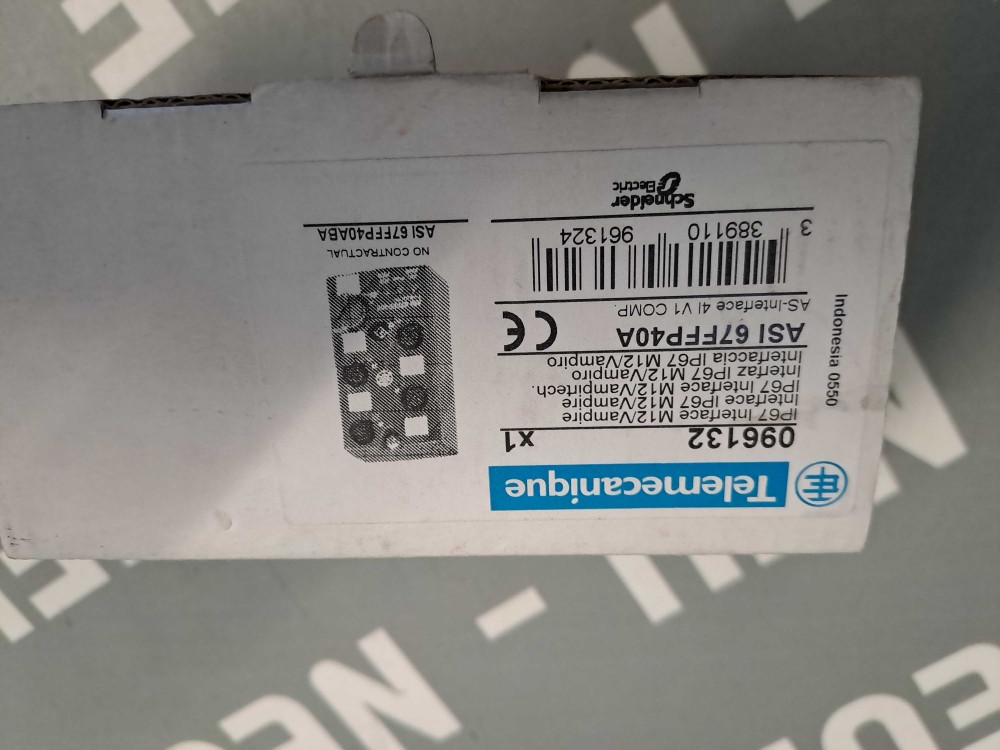 Telemecanique
096132 x1
IP67 Interface M12/Vampire
Interface IP67 M12/Vampire
IP67 Interface M12/Vampirtech.
Interfaz IP67 M12/Vampiro
Interfaccia IP67 M12/Vampiro
ASI 67FFP40A CE
AS-Interface 4I V1 COMP.
3 389110 961324
Schneider
Electric
Indonesia 0550
NO CONTRACTUAL
ASI 67FFP40ABA